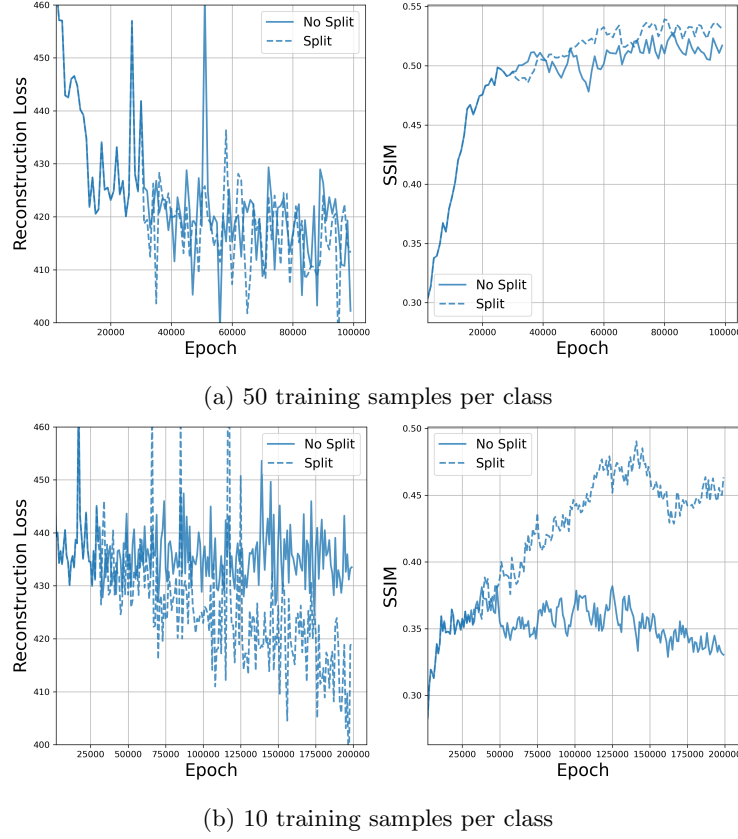 460
450
440
430
420
410
400
Reconstruction Loss
No Split
Split
20000 40000 60000 80000 100000
Epoch
0.55
0.50
0.45
0.40
0.35
0.30
SSIM
No Split
Split
20000 40000 60000 80000 100000
Epoch
(a) 50 training samples per class
460
450
440
430
420
410
400
Reconstruction Loss
No Split
Split
25000 50000 75000 100000 125000 150000 175000 200000
Epoch
0.50
0.45
0.40
0.35
0.30
SSIM
No Split
Split
25000 50000 75000 100000 125000 150000 175000 200000
Epoch
(b) 10 training samples per class